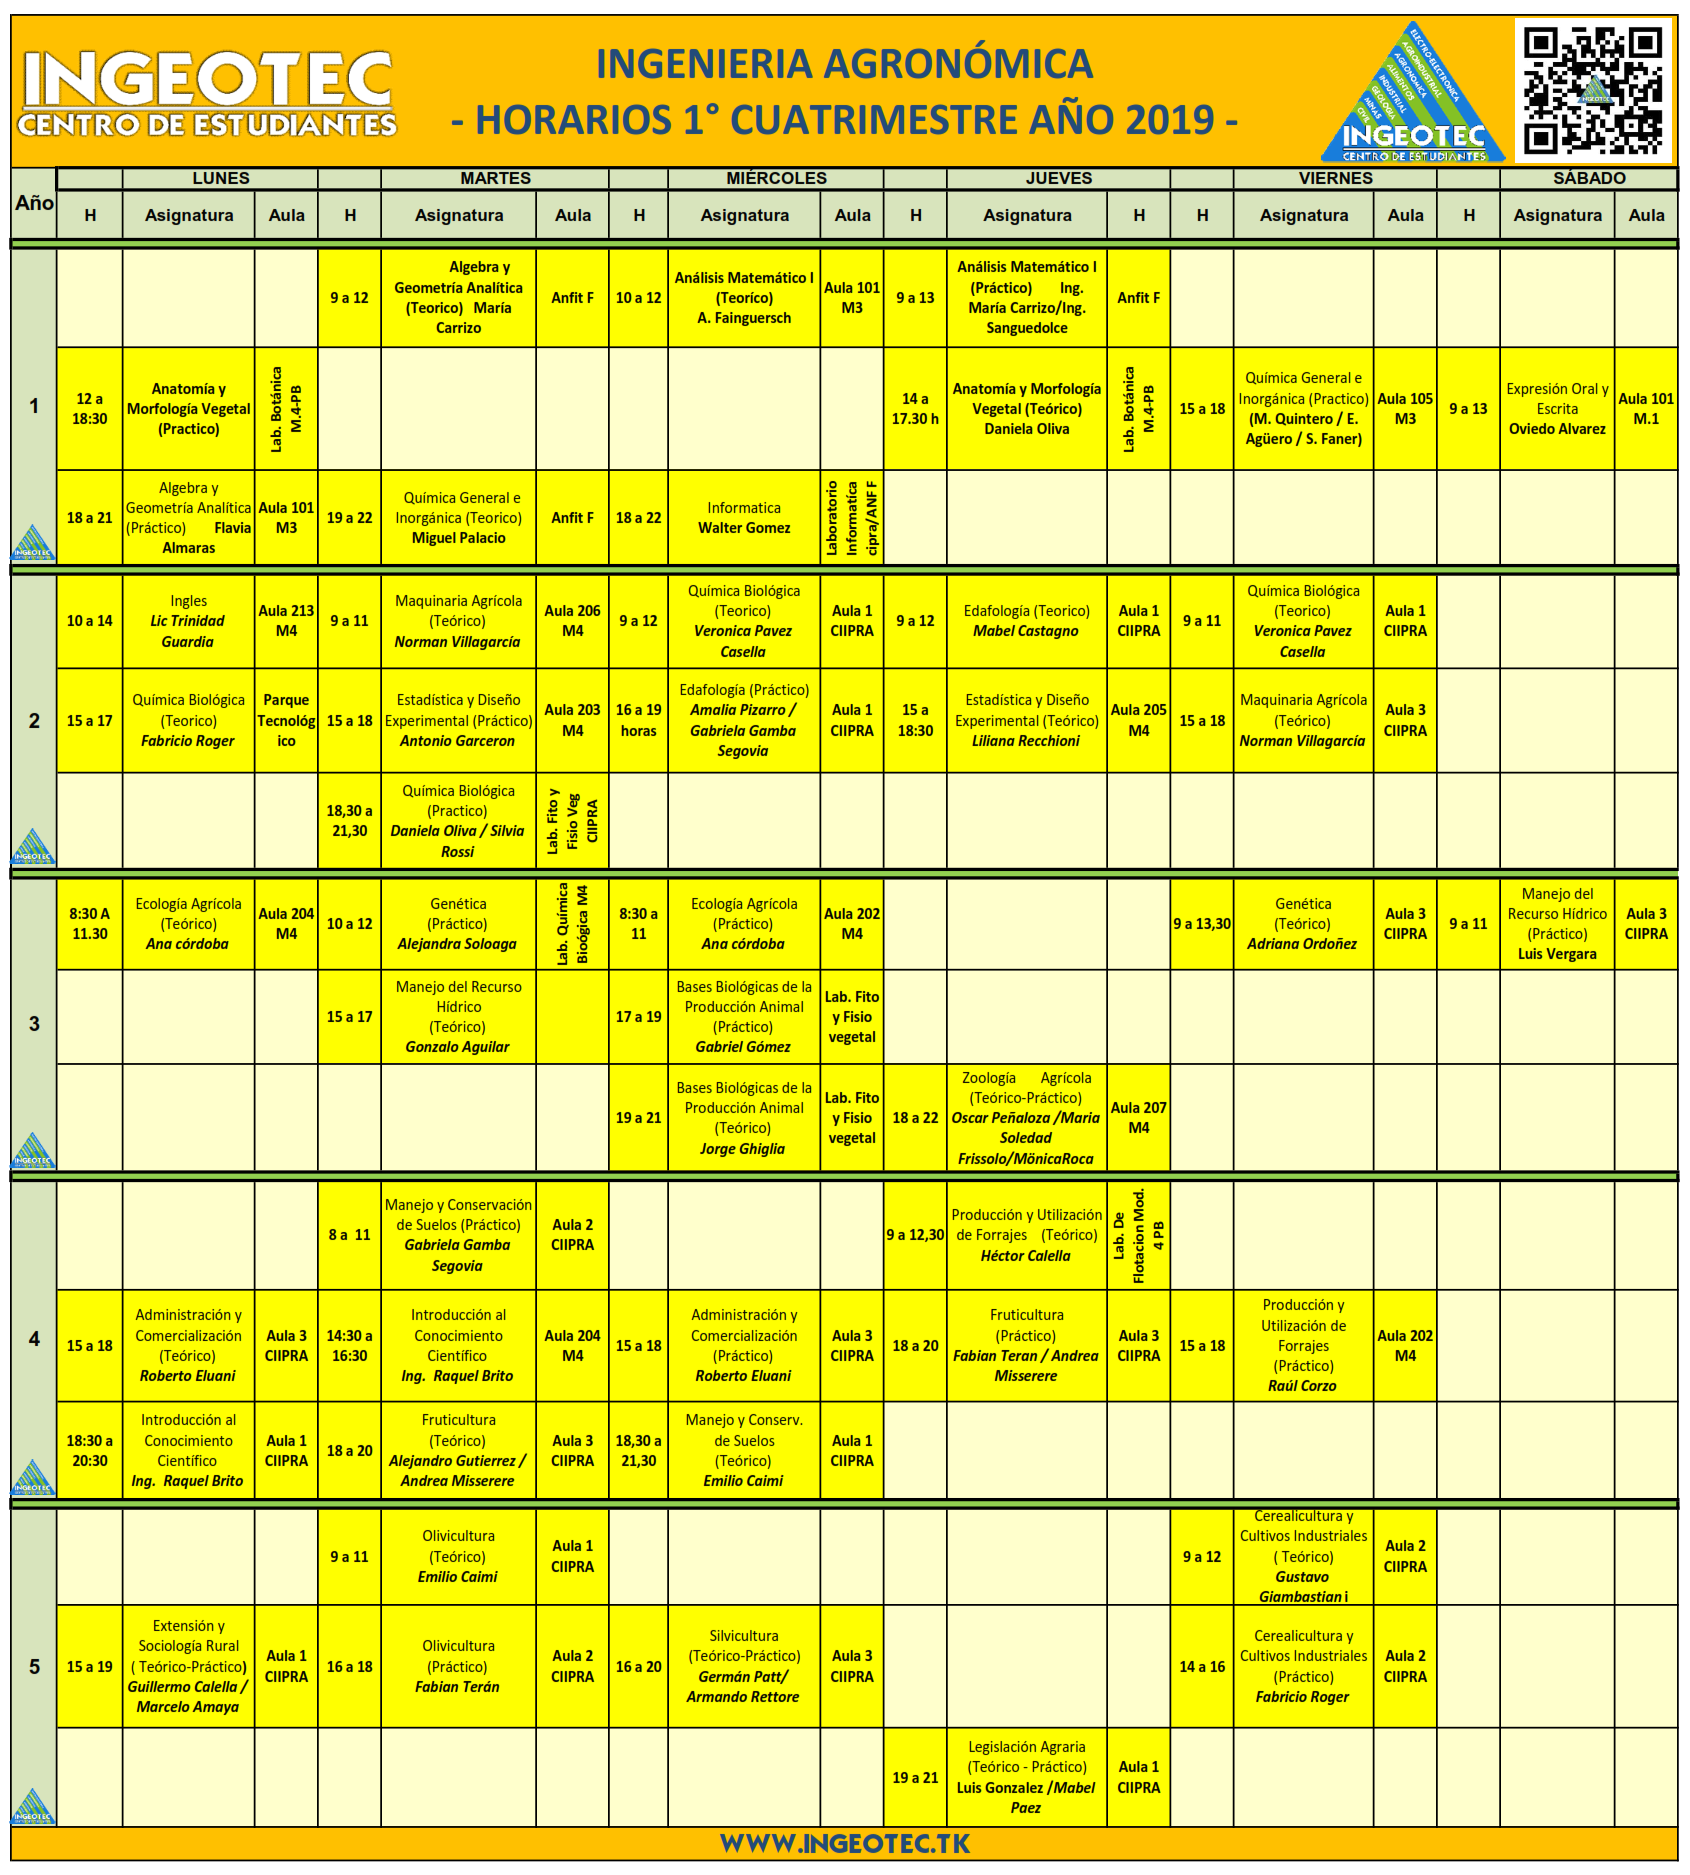 INGEOTEC
CENTRO DE ESTUDIANTES
INGENIERIA AGRONÓMICA
- HORARIOS 1° CUATRIMESTRE AÑO 2019 -
ELECTRO-ELECTRONICA
AGROINDUSTRIAL
AGRONOMICA
ALIMENTOS
INDUSTRIAL
GEOLOGIA
MINAS
CIVIL
INGEOTEC
CENTRO DE ESTUDIANTES
INGEOTEC
Año
LUNES
MARTES
MIÉRCOLES
JUEVES
VIERNES
SÁBADO
H Asignatura Aula H Asignatura Aula H Asignatura Aula H Asignatura H H Asignatura Aula H Asignatura Aula
1
9 a 12
Algebra y
Geometría Analítica
(Teorico) María
Carrizo
Anfit F
10 a 12
Análisis Matemático I
(Teoríco)
A. Fainguersch
Aula 101
M3
9 a 13
Análisis Matemático I
(Práctico) Ing.
María Carrizo/Ing.
Sanguedolce
Anfit F
12 a
18:30
Anatomía y
Morfología Vegetal
(Practico)
Lab. Botánica
M.4-PB
14 a
17.30 h
Anatomía y Morfología
Vegetal (Teórico)
Daniela Oliva
Lab. Botánica
M.4-PB
15 a 18
Química General e
Inorgánica (Practico)
(M. Quintero / E.
Agüero / S. Faner)
Aula 105
M3
9 a 13
Expresión Oral y
Escrita
Oviedo Alvarez
Aula 101
M.1
18 a 21
Algebra y
Geometría Analítica
(Práctico) Flavia
Almaras
Aula 101
M3
19 a 22
Química General e
Inorgánica (Teorico)
Miguel Palacio
Anfit F
18 a 22
Informatica
Walter Gomez
Laboratorio
Informatíca
cipra/ANF F
INGEOTEC
2
10 a 14
Ingles
Lic Trinidad
Guardia
Aula 213
M4
9 a 11
Maquinaria Agrícola
(Teórico)
Norman Villagarcía
Aula 206
M4
9 a 12
Química Biológica
(Teorico)
Veronica Pavez
Casella
Aula 1
CIIPRA
9 a 12
Edafología (Teorico)
Mabel Castagno
Aula 1
CIIPRA
9 a 11
Química Biológica
(Teorico)
Veronica Pavez
Casella
Aula 1
CIIPRA
15 a 17
Química Biológica
(Teorico)
Fabricio Roger
Parque
Tecnológ
ico
15 a 18
Estadística y Diseño
Experimental (Práctico)
Antonio Garceron
Aula 203
M4
16 a 19
horas
Edafología (Práctico)
Amalia Pizarro /
Gabriela Gamba
Segovia
Aula 1
CIIPRA
15 a
18:30
Estadística y Diseño
Experimental (Teórico)
Liliana Recchioni
Aula 205
M4
15 a 18
Maquinaria Agrícola
(Teórico)
Norman Villagarcía
Aula 3
CIIPRA
18,30 a
21,30
Química Biológica
(Practico)
Daniela Oliva / Silvia
Rossi
Lab. Fito y
Fisio Veg
CIIPRA
INGEOTEC
3
8:30 A
11.30
Ecología Agrícola
(Teórico)
Ana córdoba
Aula 204
M4
10 a 12
Genética
(Práctico)
Alejandra Soloaga
Lab. Química
Bioógica M4
8:30 a
11
Ecología Agrícola
(Práctico)
Ana córdoba
Aula 202
M4
9 a 13,30
Genética
(Teórico)
Adriana Ordoñez
Aula 3
CIIPRA
9 a 11
Manejo del
Recurso Hídrico
(Práctico)
Luis Vergara
Aula 3
CIIPRA
15 a 17
Manejo del Recurso
Hídrico
(Teórico)
Gonzalo Aguilar
17 a 19
Bases Biológicas de la
Producción Animal
(Práctico)
Gabriel Gómez
Lab. Fito
y Fisio
vegetal
19 a 21
Bases Biológicas de la
Producción Animal
(Teórico)
Jorge Ghiglia
Lab. Fito
y Fisio
vegetal
18 a 22
Zoología Agrícola
(Teórico-Práctico)
Oscar Peñaloza /Maria
Soledad
Frissolo/MönicaRoca
Aula 207
M4
INGEOTEC
4
8 a 11
Manejo y Conservación
de Suelos (Práctico)
Gabriela Gamba
Segovia
Aula 2
CIIPRA
9 a 12,30
Producción y Utilización
de Forrajes (Teórico)
Héctor Calella
Lab. De
Flotacion Mod.
4 PB
15 a 18
Administración y
Comercialización
(Teórico)
Roberto Eluani
Aula 3
CIIPRA
14:30 a
16:30
Introducción al
Conocimiento
Científico
Ing. Raquel Brito
Aula 204
M4
15 a 18
Administración y
Comercialización
(Práctico)
Roberto Eluani
Aula 3
CIIPRA
18 a 20
Fruticultura
(Práctico)
Fabian Teran / Andrea
Misserere
Aula 3
CIIPRA
15 a 18
Producción y
Utilización de
Forrajes
(Práctico)
Raúl Corzo
Aula 202
M4
18:30 a
20:30
Introducción al
Conocimiento
Científico
Ing. Raquel Brito
Aula 1
CIIPRA
18 a 20
Fruticultura
(Teórico)
Alejandro Gutierrez /
Andrea Misserere
Aula 3
CIIPRA
18,30 a
21,30
Manejo y Conserv.
de Suelos
(Teórico)
Emilio Caimi
Aula 1
CIIPRA
INGEOTEC
5
9 a 11
Olivicultura
(Teórico)
Emilio Caimi
Aula 1
CIIPRA
9 a 12
Cerealicultura y
Cultivos Industriales
( Teórico)
Gustavo
Giambastian i
Aula 2
CIIPRA
15 a 19
Extensión y
Sociología Rural
( Teórico-Práctico)
Guillermo Calella /
Marcelo Amaya
Aula 1
CIIPRA
16 a 18
Olivicultura
(Práctico)
Fabian Terán
Aula 2
CIIPRA
16 a 20
Silvicultura
(Teórico-Práctico)
Germán Patt/
Armando Rettore
Aula 3
CIIPRA
14 a 16
Cerealicultura y
Cultivos Industriales
(Práctico)
Fabricio Roger
Aula 2
CIIPRA
19 a 21
Legislación Agraria
(Teórico - Práctico)
Luis Gonzalez /Mabel
Paez
Aula 1
CIIPRA
INGEOTEC
WWW.INGEOTEC.TK